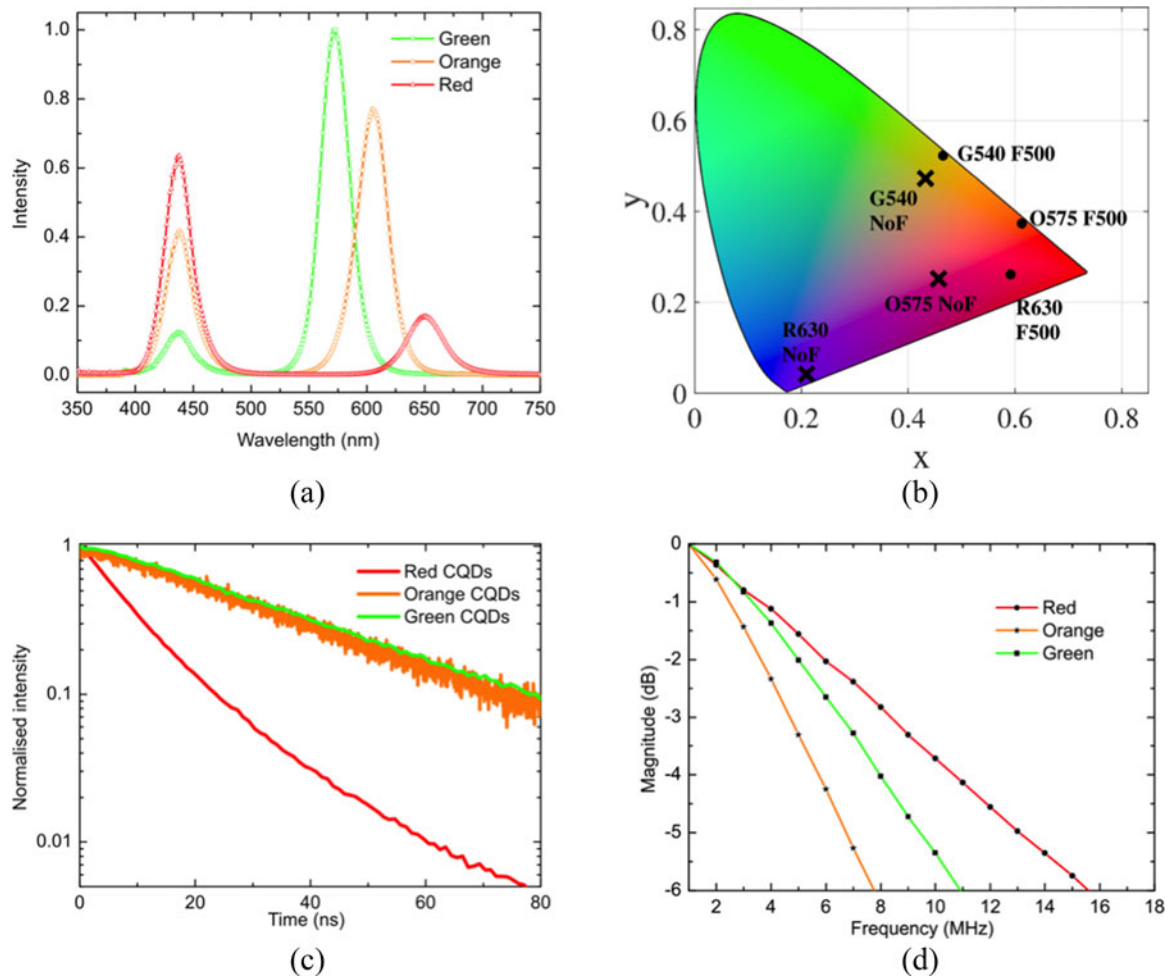 Green
Orange
Red
Intensity
1.0
0.8
0.6
0.4
0.2
0.0
350 400 450 500 550 600 650 700 750
Wavelength (nm)
(a)
0.8
0.6
0.4
0.2
0
y
G540 F500
G540
NoF
O575 F500
O575 NoF
R630
F500
R630
NoF
0 0.2 0.4 0.6 0.8
x
(b)
Normalised intensity
1
0.1
0.01
Red CQDs
Orange CQDs
Green CQDs
0 20 40 60 80
Time (ns)
(c)
Magnitude (dB)
0
-1
-2
-3
-4
-5
-6
Red
Orange
Green
2 4 6 8 10 12 14 16 18
Frequency (MHz)
(d)